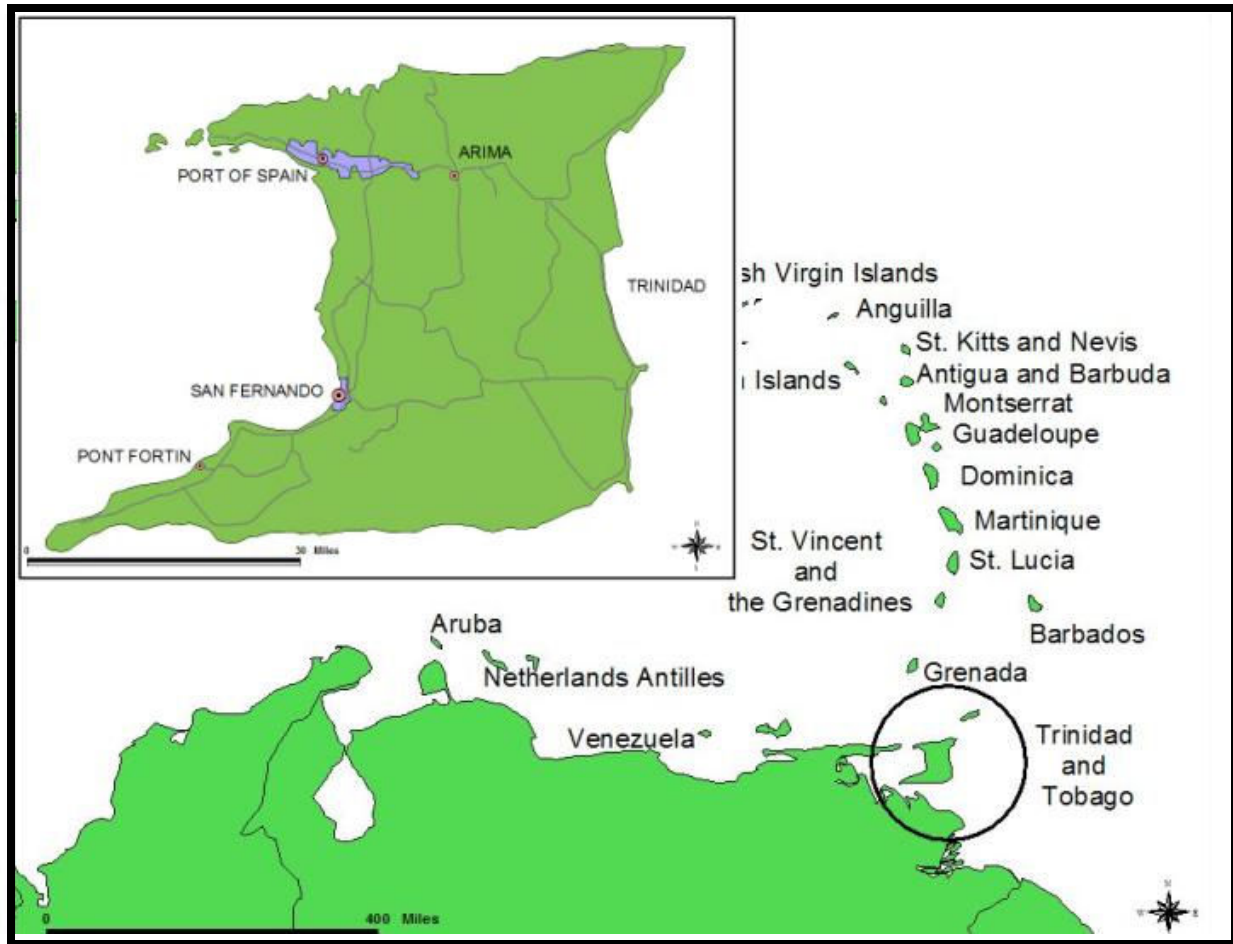 PORT OF SPAIN
ARIMA
TRINIDAD
SAN FERNANDO
PONT FORTIN
0
30 Miles
sh Virgin Islands
Anguilla
St. Kitts and Nevis
Islands
Antigua and Barbuda
Montserrat
Guadeloupe
Dominica
Martinique
St. Vincent
and
the Grenadines
St. Lucia
Barbados
Aruba
Netherlands Antilles
Grenada
Venezuela
Trinidad
and
Tobago
0
400 Miles